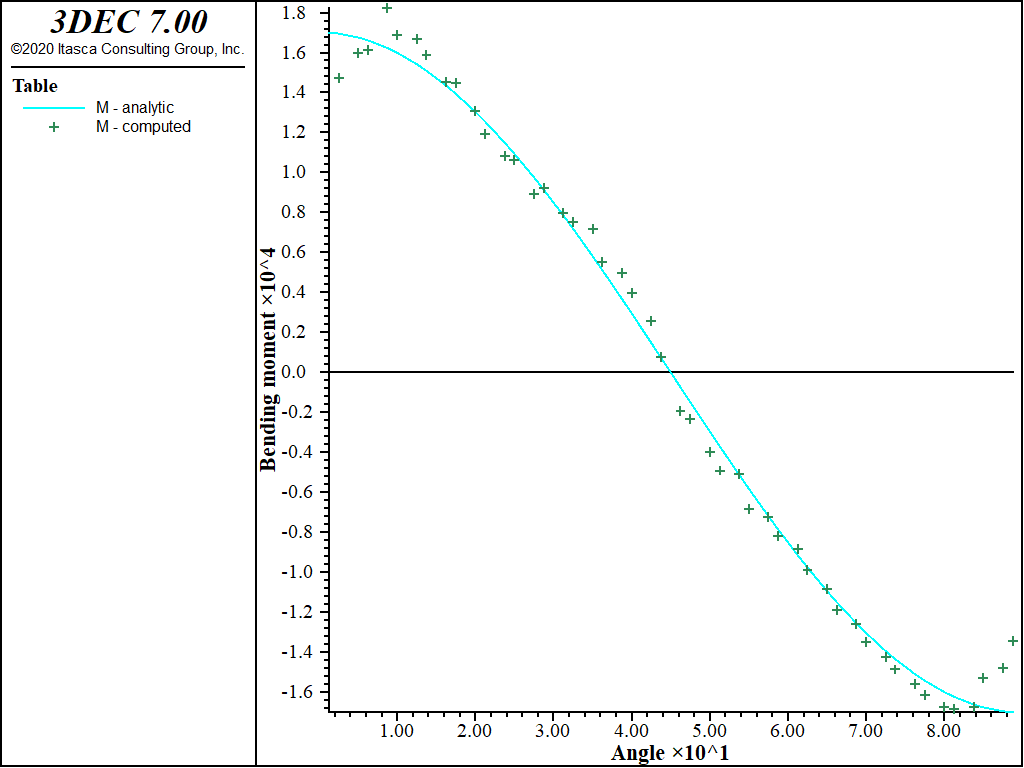 3DEC 7.00
©2020 Itasca Consulting Group, Inc.
Table
M - analytic
M - computed
Bending moment ×10^4
1.8
1.6
1.4
1.2
1.0
0.8
0.6
0.4
0.2
0.0
-0.2
-0.4
-0.6
-0.8
-1.0
-1.2
-1.4
-1.6
1.00 2.00 3.00 4.00 5.00 6.00 7.00 8.00
Angle ×10^1